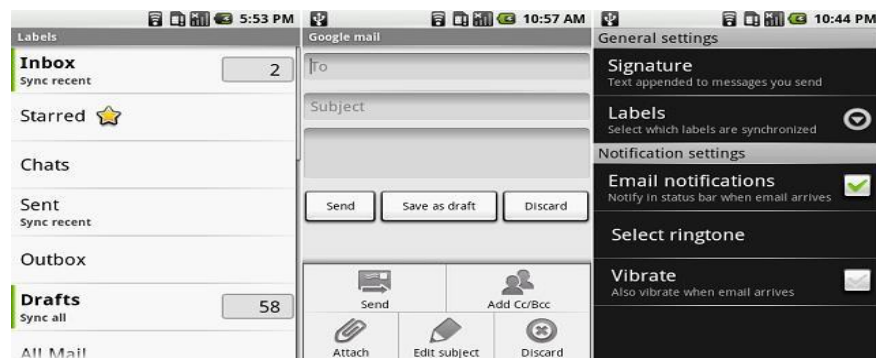 5:53 PM
Labels
Inbox
Sync recent
2
Starred
Chats
Sent
Sync recent
Outbox
Drafts
Sync all
58
All Mail
10:57 AM
Google mail
To
Subject
Send Save as draft Discard
Send Add Cc/Bcc
Attach Edit subject Discard
10:44 PM
General settings
Signature
Text appended to messages you send
Labels
Select which labels are synchronized
Notification settings
Email notifications
Notify in status bar when email arrives
Select ringtone
Vibrate
Also vibrate when email arrives